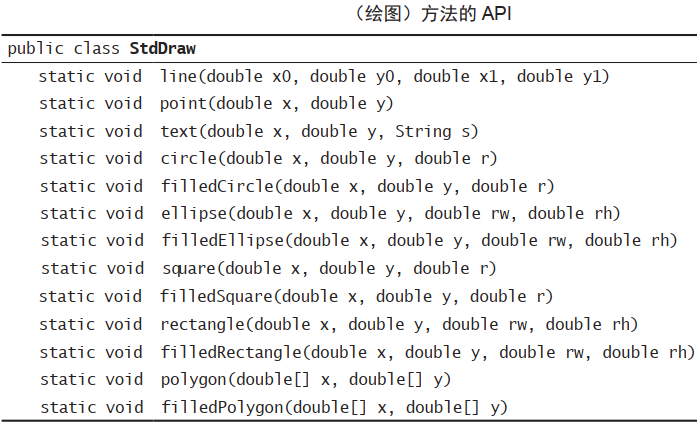 (绘图)方法的 API
public class StdDraw
static void line(double x0, double y0, double x1, double y1)
static void point(double x, double y)
static void text(double x, double y, String s)
static void circle(double x, double y, double r)
static void filledCircle(double x, double y, double r)
static void ellipse(double x, double y, double rw, double rh)
static void filledEllipse(double x, double y, double rw, double rh)
static void square(double x, double y, double r)
static void filledSquare(double x, double y, double r)
static void rectangle(double x, double y, double rw, double rh)
static void filledRectangle(double x, double y, double rw, double rh)
static void polygon(double[] x, double[] y)
static void filledPolygon(double[] x, double[] y)